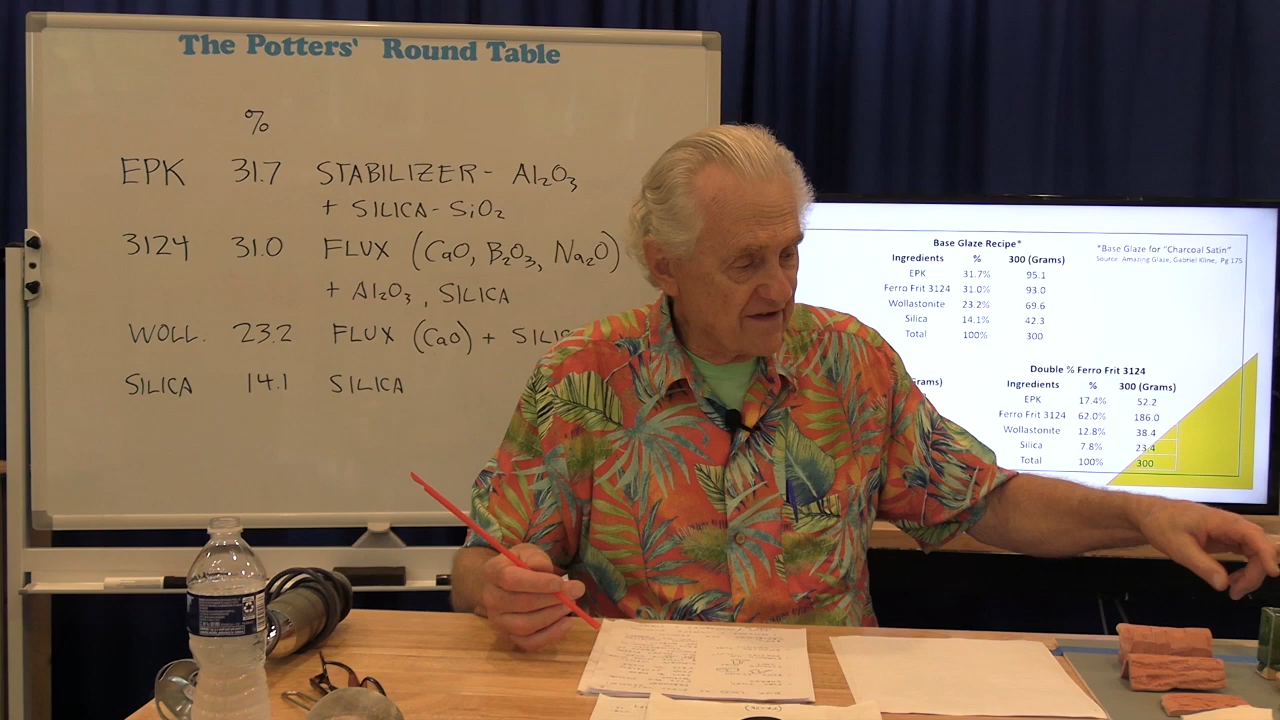 The Potters' Round Table
%
EPK 31.7 STABILIZER - Al2O3
+ SILICA - SiO2
3124 31.0 FLUX (CaO, B2O3, Na2O)
+ Al2O3, SILICA
WOLL. 23.2 FLUX (CaO) + SILIC
SILICA 14.1 SILICA
Base Glaze Recipe*
Ingredients % 300 (Grams)
EPK 31.7% 95.1
Ferro Frit 3124 31.0% 93.0
Wollastonite 23.2% 69.6
Silica 14.1% 42.3
Total 100% 300
*Base Glaze for "Charcoal Satin"
Source: Amazing Glaze, Gabriel Kline, Pg 175
Grams)
Double % Ferro Frit 3124
Ingredients % 300 (Grams)
EPK 17.4% 52.2
Ferro Frit 3124 62.0% 186.0
Wollastonite 12.8% 38.4
Silica 7.8% 23.4
Total 100% 300